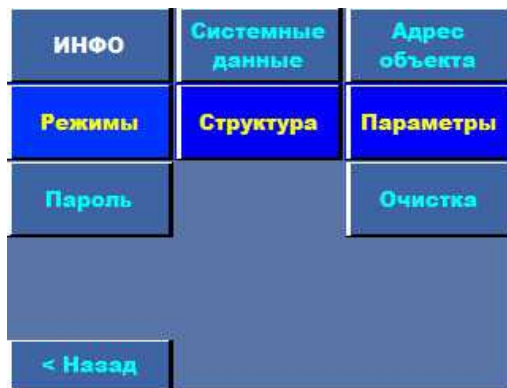 ИНФО
Системные
данные
Адрес
объекта
Режимы
Структура
Параметры
Пароль
Очистка
< Назад